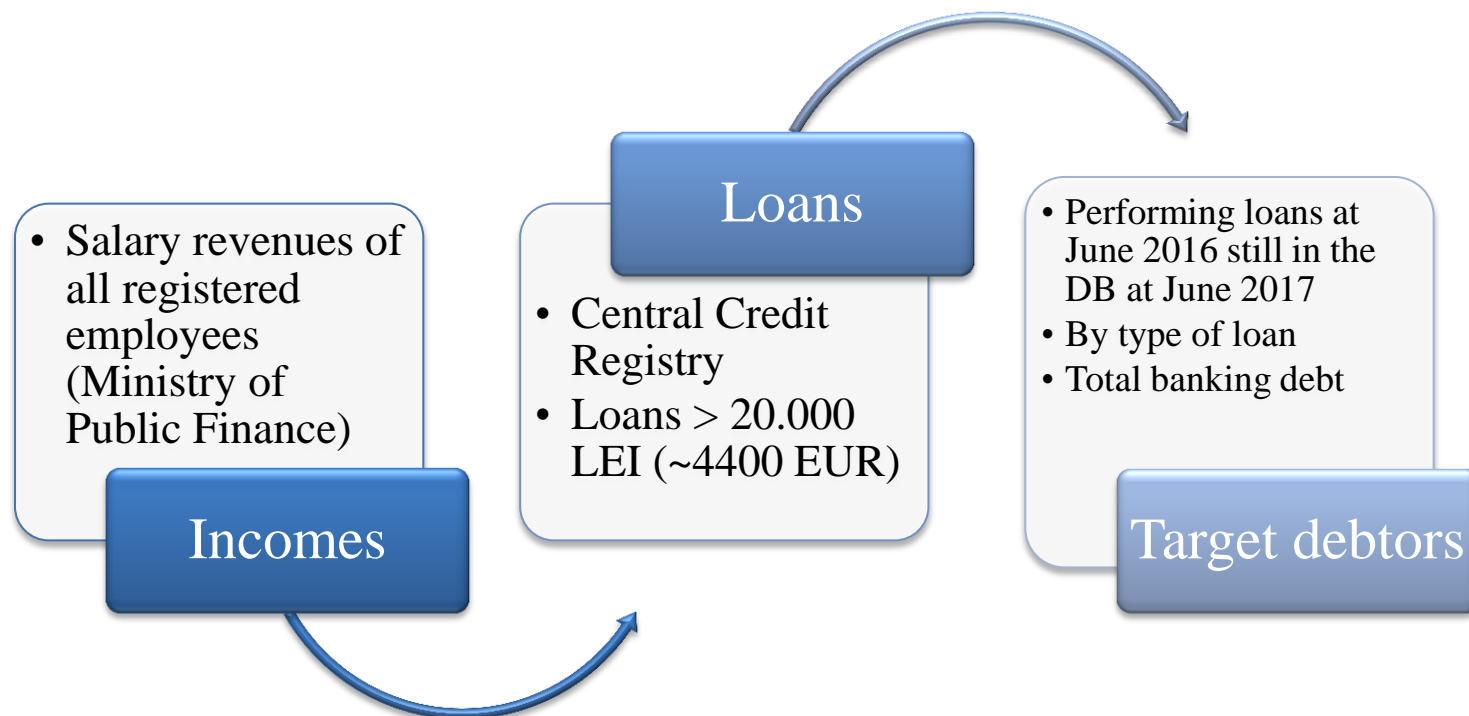 • Salary revenues of
all registered
employees
(Ministry of
Public Finance)
Incomes
Loans
• Central Credit
Registry
• Loans > 20.000
LEI (~4400 EUR)
• Performing loans at
June 2016 still in the
DB at June 2017
• By type of loan
• Total banking debt
Target debtors